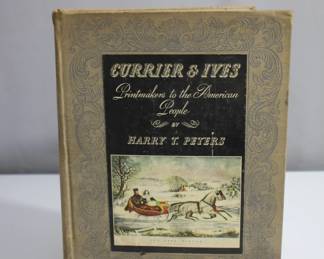 CURRIER & IVES
Printmakers to the American
People
BY
HARRY T. PETERS